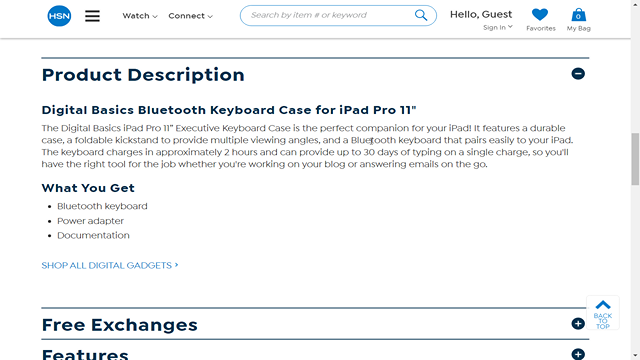 HSN
Watch
Connect
Search by item # or keyword
Hello, Guest
Sign In
Favorites
0
My Bag
Product Description
Digital Basics Bluetooth Keyboard Case for iPad Pro 11"
The Digital Basics iPad Pro 11" Executive Keyboard Case is the perfect companion for your iPad! It features a durable
case, a foldable kickstand to provide multiple viewing angles, and a Bluetooth keyboard that pairs easily to your iPad.
The keyboard charges in approximately 2 hours and can provide up to 30 days of typing on a single charge, so you'll
have the right tool for the job whether you're working on your blog or answering emails on the go.
What You Get
Bluetooth keyboard
Power adapter
Documentation
SHOP ALL DIGITAL GADGETS >
BACK
TO
TOP
Free Exchanges
Features